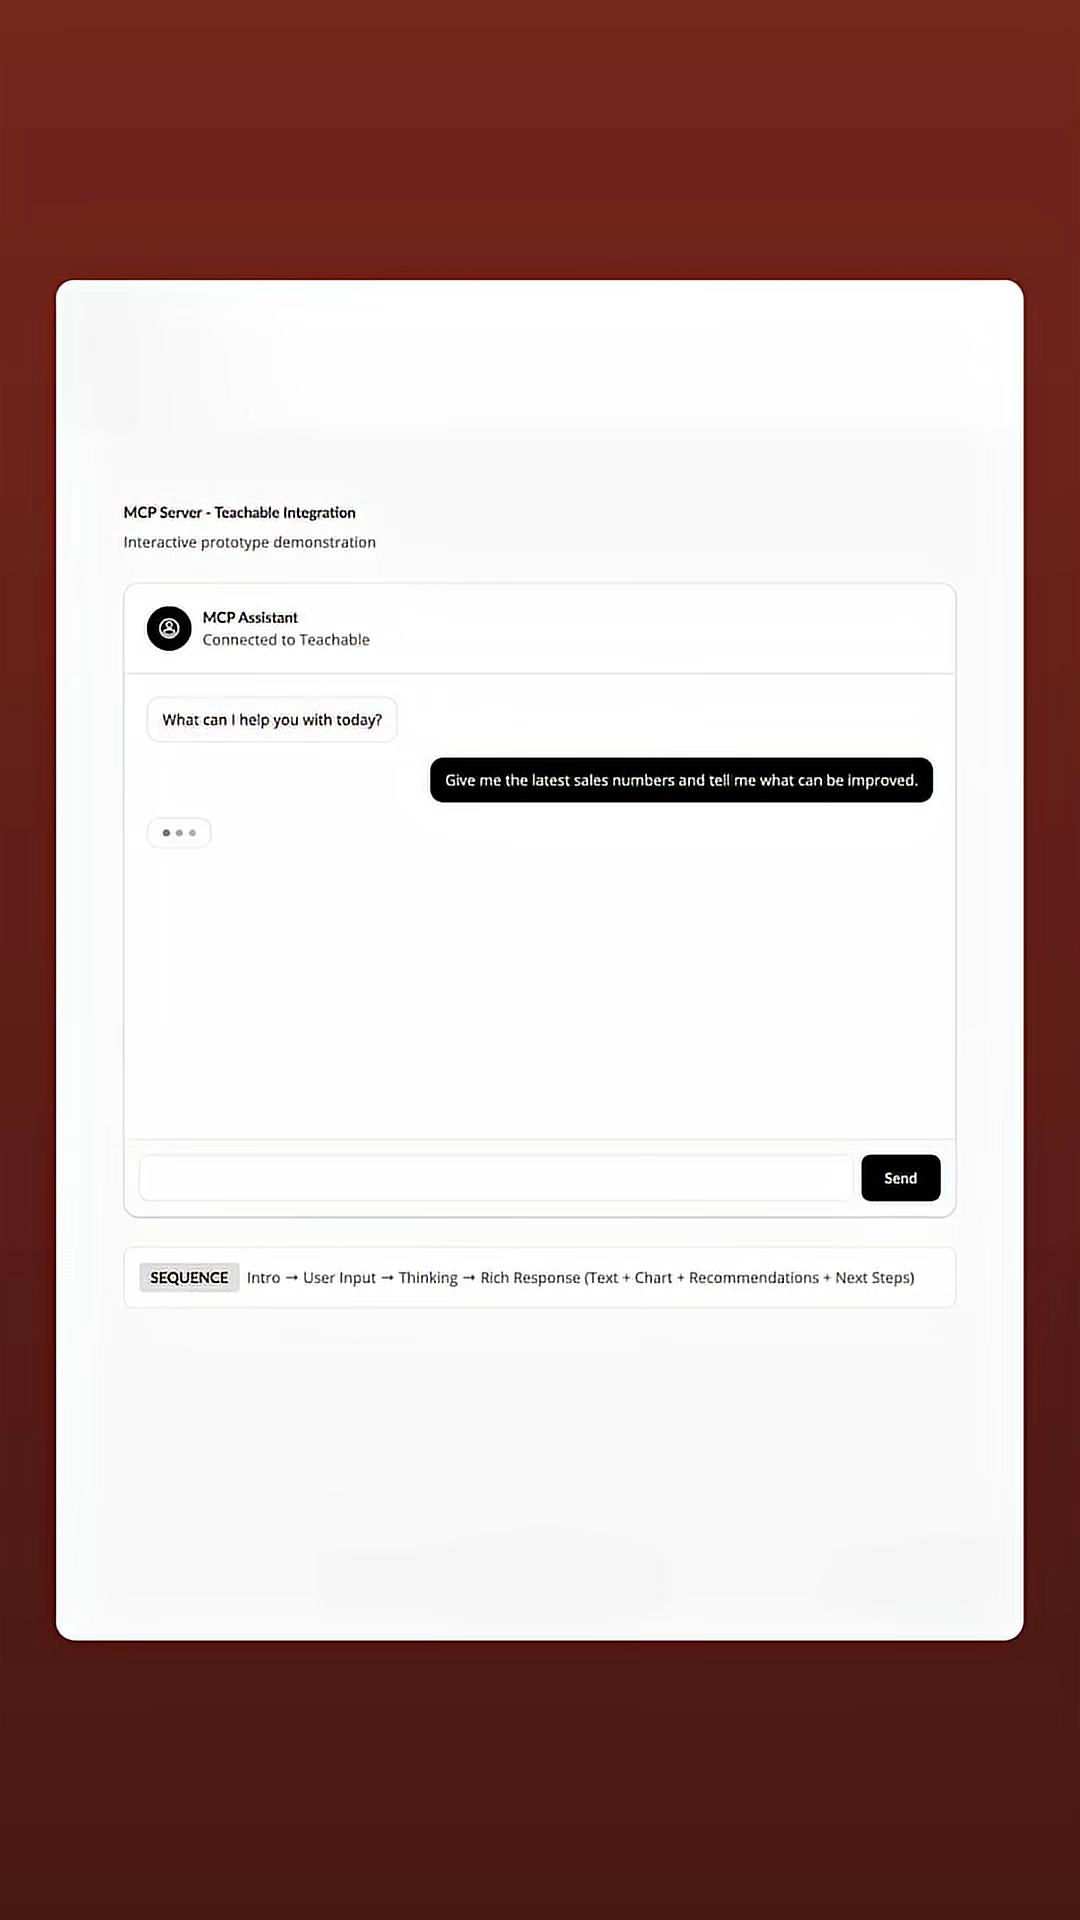 MCP Server - Teachable Integration
Interactive prototype demonstration
MCP Assistant
Connected to Teachable
What can I help you with today?
Give me the latest sales numbers and tell me what can be improved.
Send
SEQUENCE Intro → User Input → Thinking → Rich Response (Text + Chart + Recommendations + Next Steps)